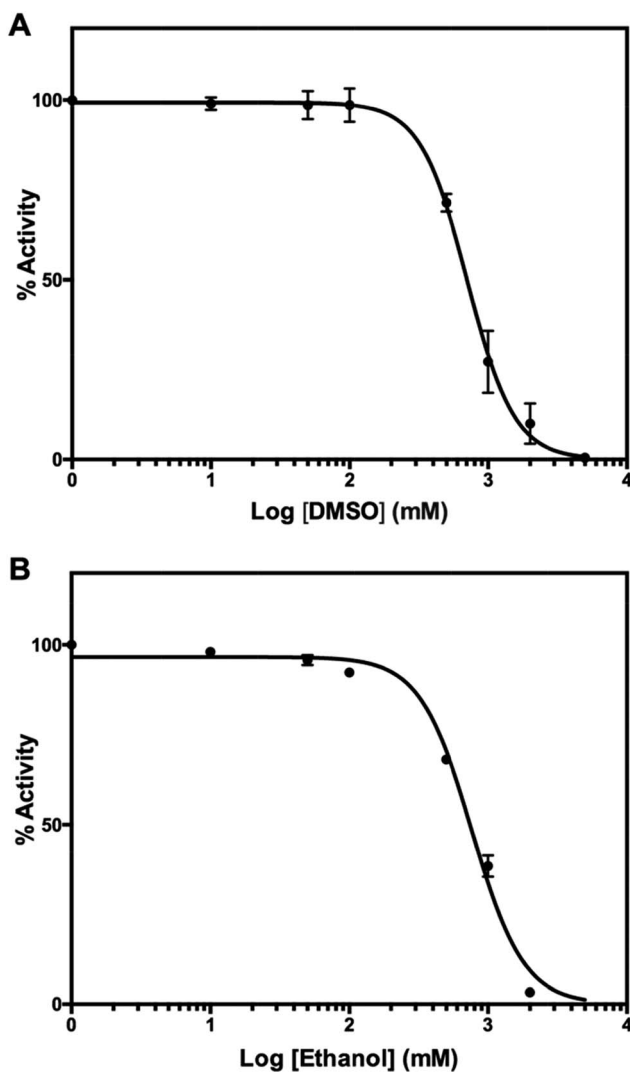 A
100
50
0
% Activity
0 1 2 3 4
Log [DMSO] (mM)
B
100
50
0
% Activity
0 1 2 3 4
Log [Ethanol] (mM)